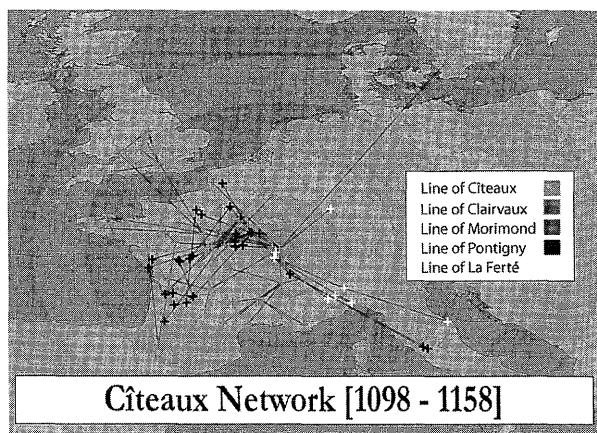 Line of Cîteaux
Line of Clairvaux
Line of Morimond
Line of Pontigny
Line of La Ferté
Cîteaux Network [1098 - 1158]